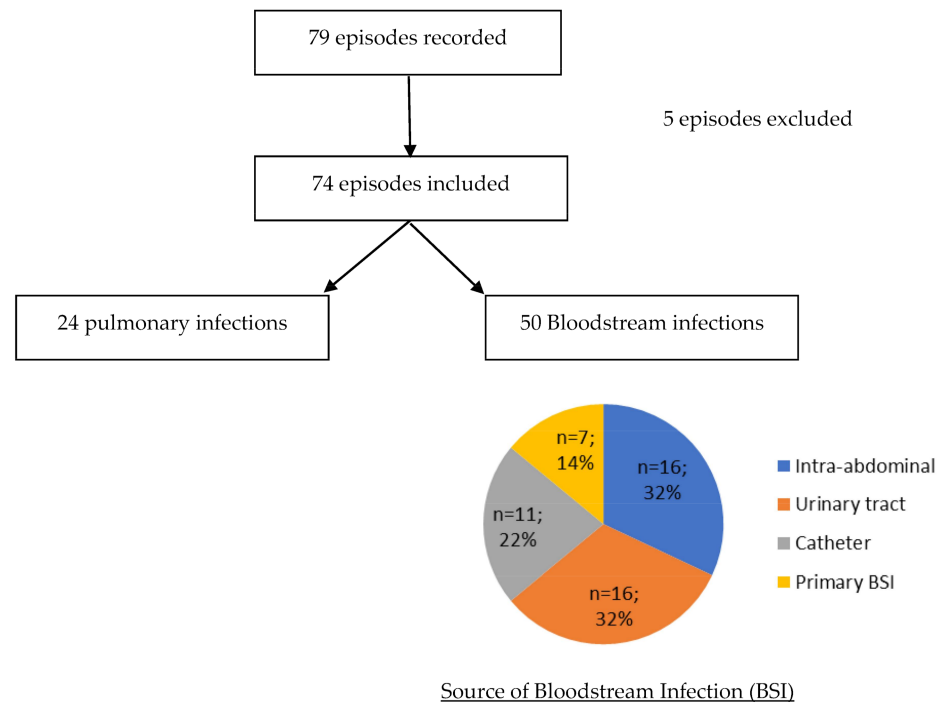 79 episodes recorded
5 episodes excluded
74 episodes included
24 pulmonary infections
50 Bloodstream infections
n=7;
14%
n=16;
32%
n=11;
22%
n=16;
32%
Intra-abdominal
Urinary tract
Catheter
Primary BSI
Source of Bloodstream Infection (BSI)